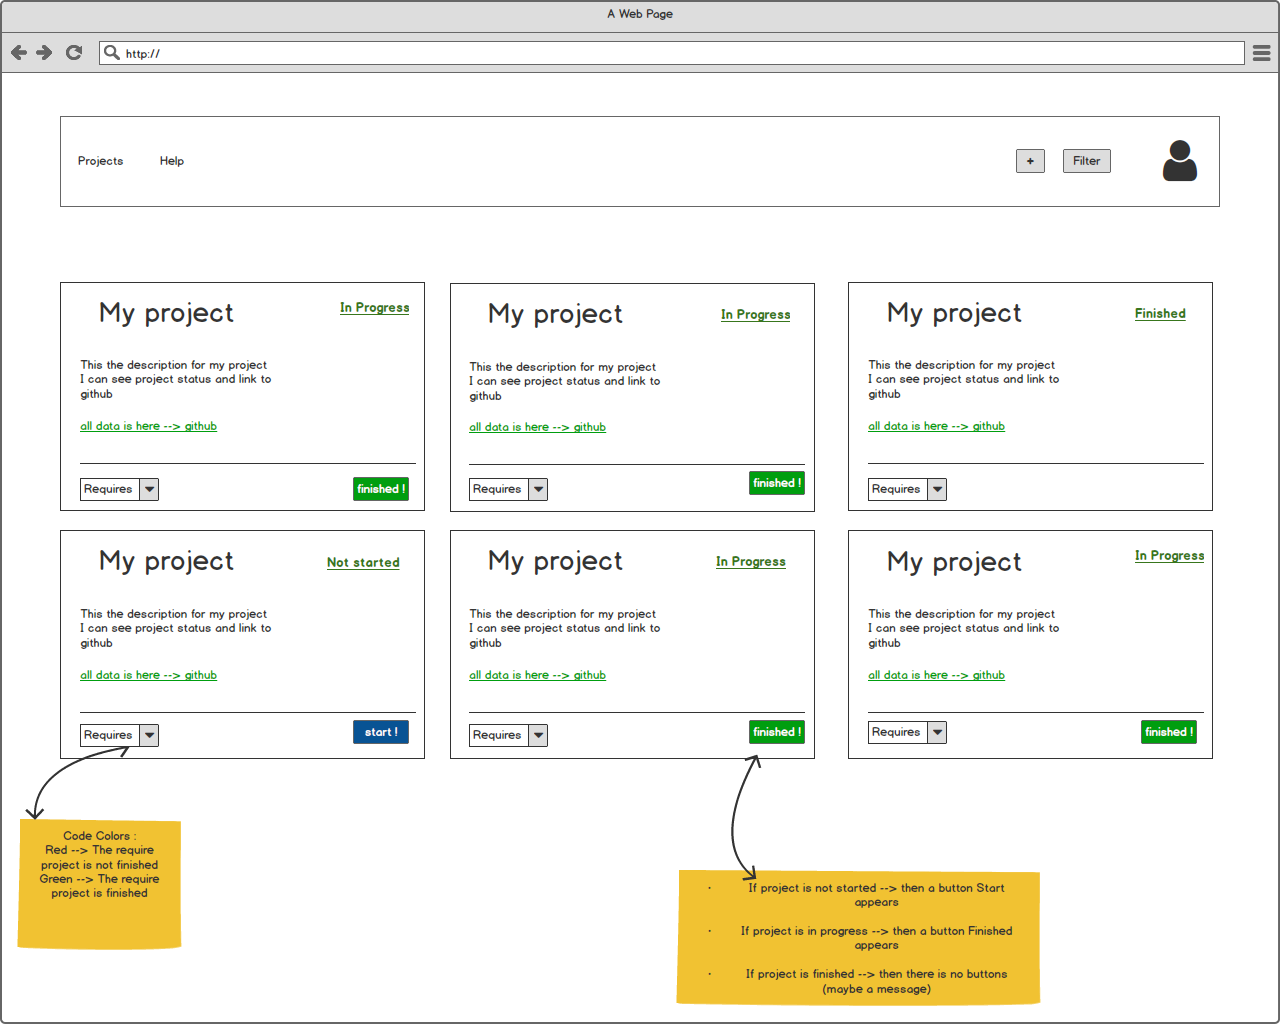 A Web Page
http://
Projects
Help
+
Filter
My project
In Progress
This the description for my project
I can see project status and link to
github
all data is here --> github
Requires
finished !
My project
In Progress
This the description for my project
I can see project status and link to
github
all data is here --> github
Requires
finished !
My project
Finished
This the description for my project
I can see project status and link to
github
all data is here --> github
Requires
My project
Not started
This the description for my project
I can see project status and link to
github
all data is here --> github
Requires
start !
My project
In Progress
This the description for my project
I can see project status and link to
github
all data is here --> github
Requires
finished !
My project
In Progress
This the description for my project
I can see project status and link to
github
all data is here --> github
Requires
finished !
Code Colors :
Red --> The require
project is not finished
Green --> The require
project is finished
· If project is not started --> then a button Start
appears
· If project is in progress --> then a button Finished
appears
· If project is finished --> then there is no buttons
(maybe a message)